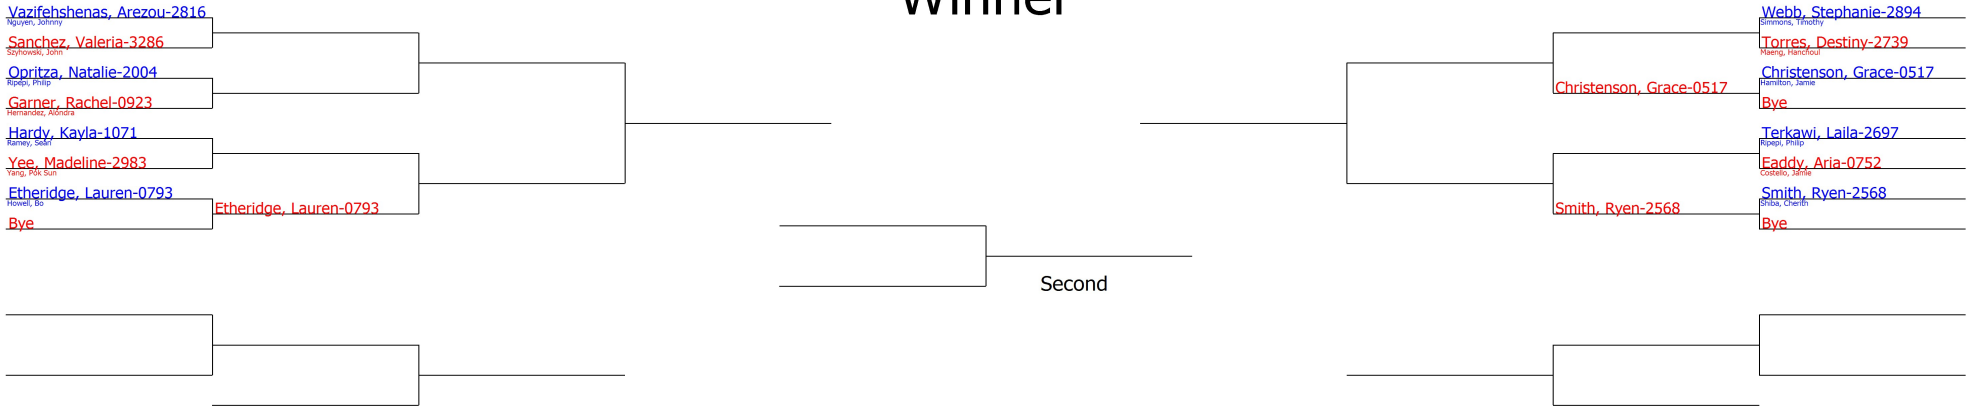 Winner
Vazifehshenas, Arezou-2816
Nguyen, Johnny
Sanchez, Valeria-3286
Szyhowski, John
Opritza, Natalie-2004
Ripepi, Philip
Garner, Rachel-0923
Hernandez, Alondra
Hardy, Kayla-1071
Ramey, Sean
Yee, Madeline-2983
Yang, Pok Sun
Etheridge, Lauren-0793
Howell, Bo
Bye
Etheridge, Lauren-0793
Second
Christenson, Grace-0517
Smith, Ryen-2568
Webb, Stephanie-2894
Simmons, Timothy
Torres, Destiny-2739
Maeng, Hanchoul
Christenson, Grace-0517
Hamilton, Jamie
Bye
Terkawi, Laila-2697
Ripepi, Philip
Eaddy, Aria-0752
Costello, Jamie
Smith, Ryen-2568
Shiba, Cherith
Bye